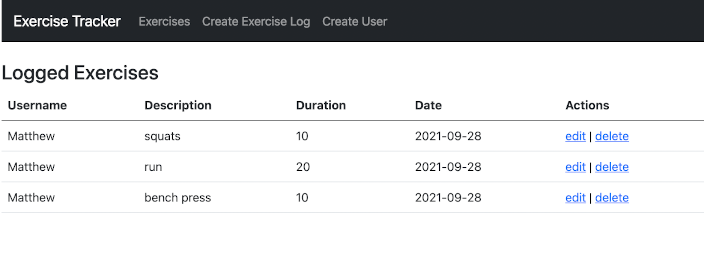 Exercise Tracker Exercises Create Exercise Log Create User
Logged Exercises
Username Description Duration Date Actions
Matthew squats 10 2021-09-28 edit | delete
Matthew run 20 2021-09-28 edit | delete
Matthew bench press 10 2021-09-28 edit | delete